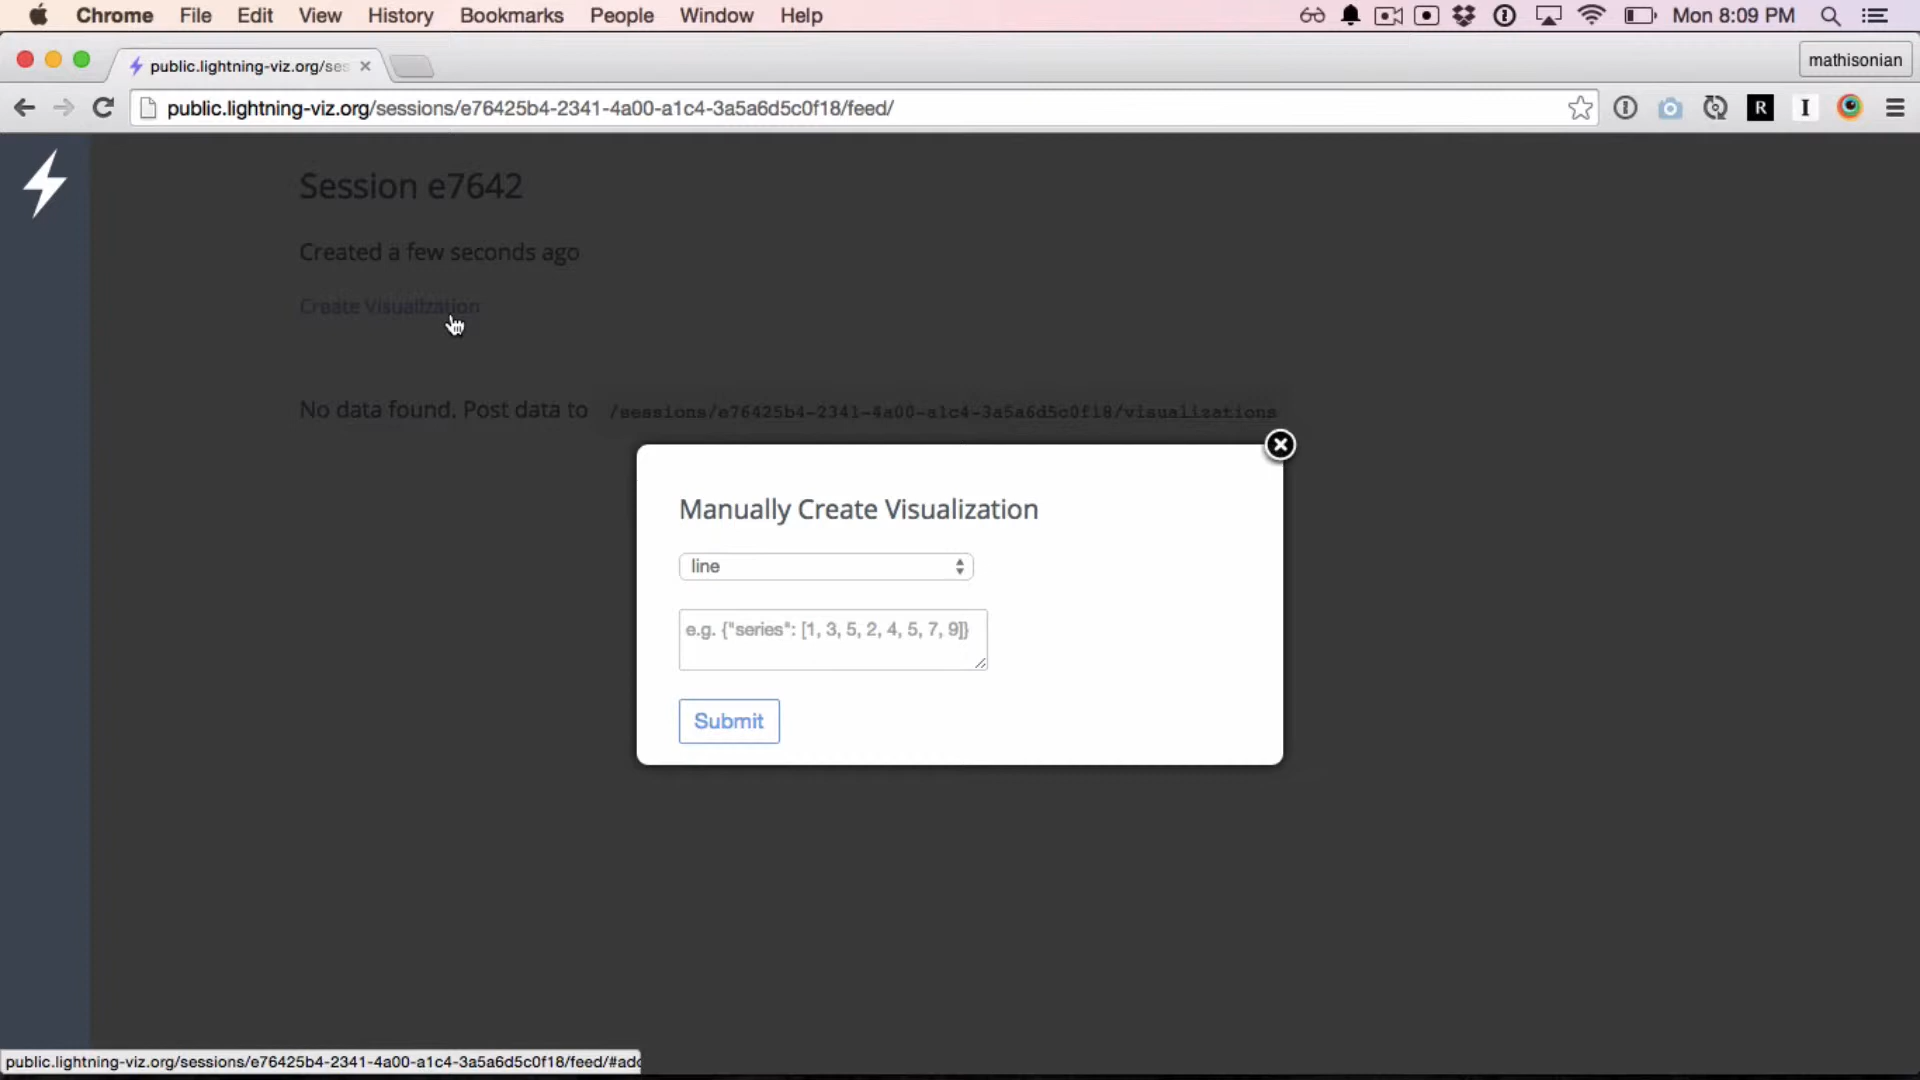 Chrome File Edit View History Bookmarks People Window Help Mon 8:09 PM
public.lightning-viz.org/ses mathisonian
public.lightning-viz.org/sessions/e76425b4-2341-4a00-a1c4-3a5a6d5c0f18/feed/
R I
Session e7642
Created a few seconds ago
Create Visualization
No data found. Post data to /sessions/e76425b4-2341-4a00-a1c4-3a5a6d5c0f18/visualizations
Manually Create Visualization
line
e.g. {"series": [1, 3, 5, 2, 4, 5, 7, 9]}
Submit
public.lightning-viz.org/sessions/e76425b4-2341-4a00-a1c4-3a5a6d5c0f18/feed/#add